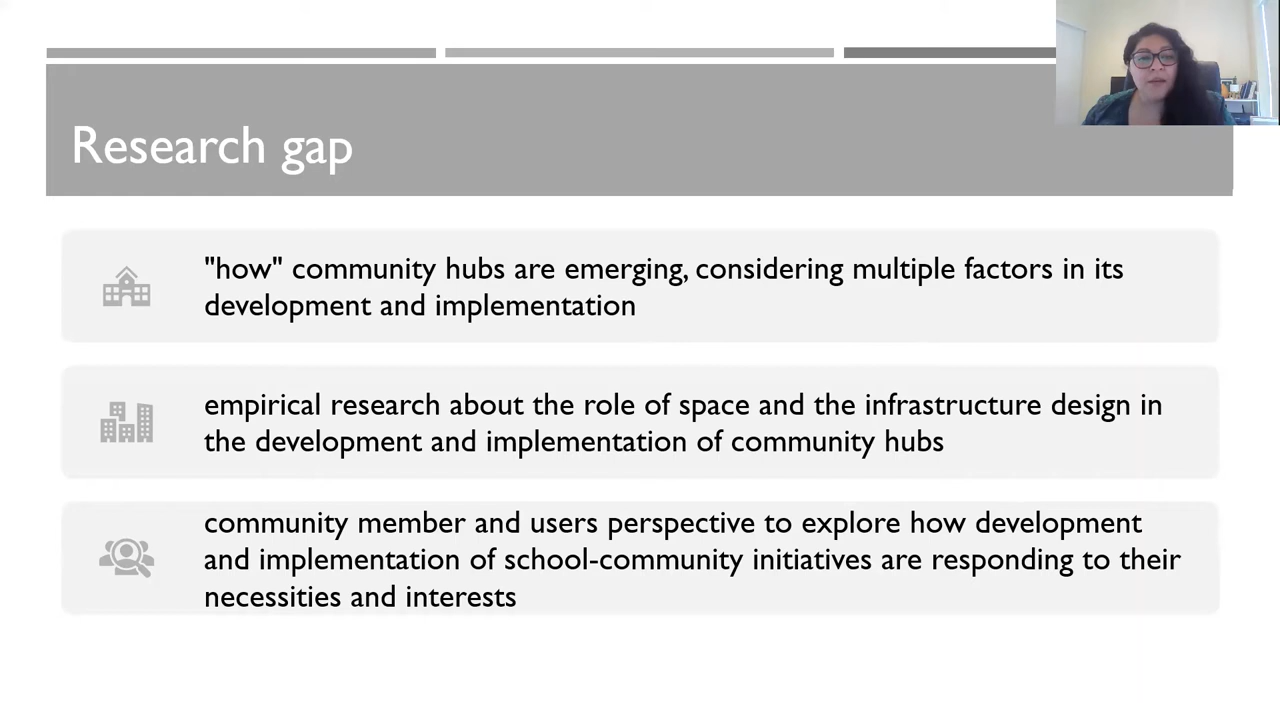 Research gap
"how" community hubs are emerging, considering multiple factors in its
development and implementation
empirical research about the role of space and the infrastructure design in
the development and implementation of community hubs
community member and users perspective to explore how development
and implementation of school-community initiatives are responding to their
necessities and interests